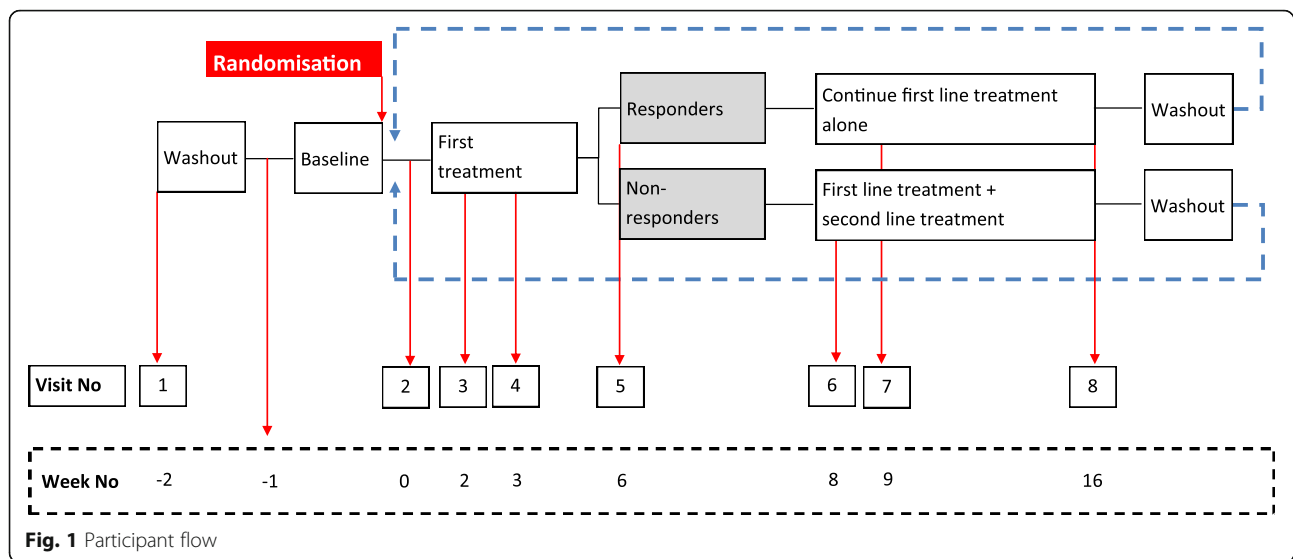 Randomisation
Responders
Continue first line treatment
alone
Washout
Washout
Baseline
First
treatment
Non-
responders
First line treatment +
second line treatment
Washout
Visit No 1 2 3 4 5 6 7 8
Week No -2 -1 0 2 3 6 8 9 16
Fig. 1 Participant flow